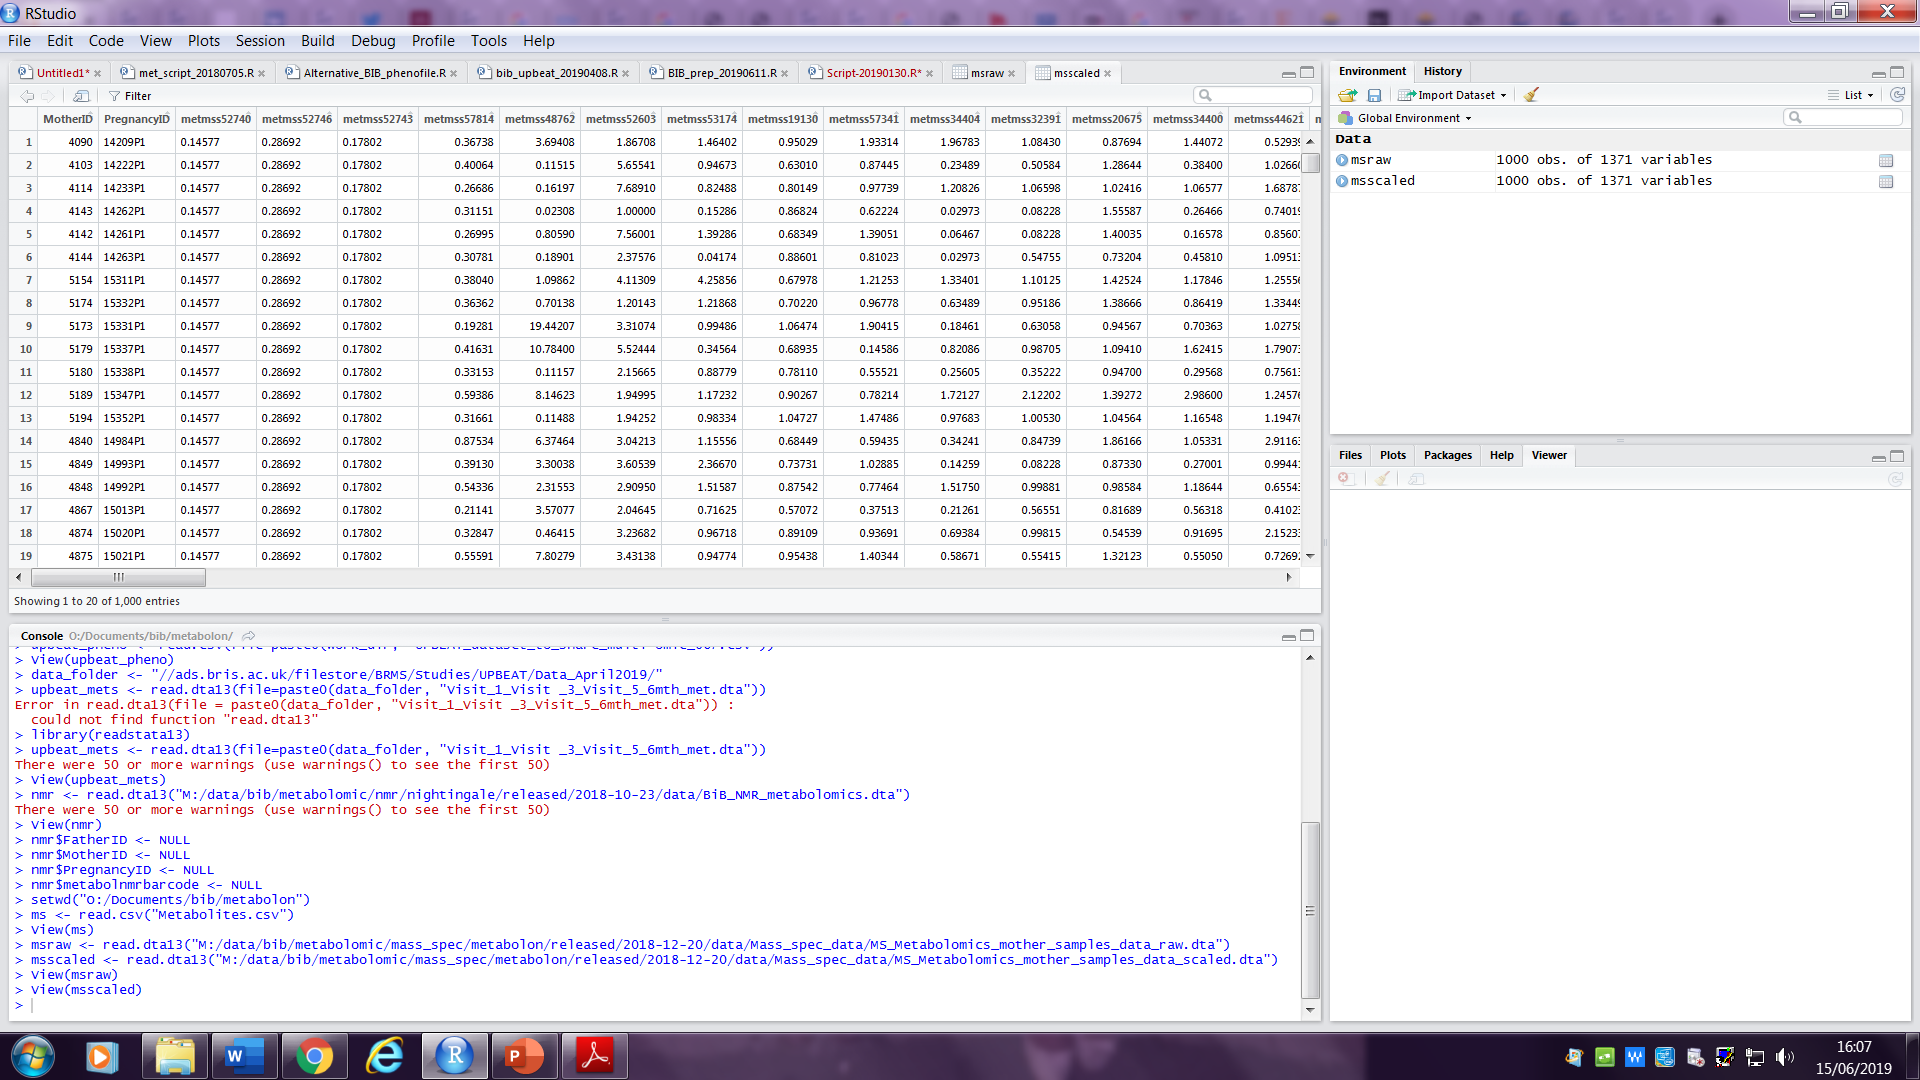 RStudio
File Edit Code View Plots Session Build Debug Profile Tools Help
Untitled1* met_script_20180705.R Alternative_BIB_phenofile.R bib_upbeat_20190408.R BIB_prep_20190611.R Script-20190130.R* msraw msscaled
Filter
MotherID PregnancyID metmss52740 metmss52746 metmss52743 metmss57814 metmss48762 metmss52603 metmss53174 metmss19130 metmss57341 metmss34404 metmss32391 metmss20675 metmss34400 metmss44621
1 4090 14209P1 0.14577 0.28692 0.17802 0.36738 3.69408 1.86708 1.46402 0.95029 1.93314 1.96783 1.08430 0.87694 1.44072 0.52939
2 4103 14222P1 0.14577 0.28692 0.17802 0.40064 0.11515 5.65541 0.94673 0.63010 0.87445 0.23489 0.50584 1.28644 0.38400 1.02660
3 4114 14233P1 0.14577 0.28692 0.17802 0.26686 0.16197 7.68910 0.82488 0.80149 0.97739 1.20826 1.06598 1.02416 1.06577 1.68787
4 4143 14262P1 0.14577 0.28692 0.17802 0.31151 0.02308 1.00000 0.15286 0.86824 0.62224 0.02973 0.08228 1.55587 0.26466 0.74019
5 4142 14261P1 0.14577 0.28692 0.17802 0.26995 0.80590 7.56001 1.39286 0.68349 1.39051 0.06467 0.08228 1.40035 0.16578 0.85607
6 4144 14263P1 0.14577 0.28692 0.17802 0.30781 0.18901 2.37576 0.04174 0.88601 0.81023 0.02973 0.54755 0.73204 0.45810 1.09513
7 5154 15311P1 0.14577 0.28692 0.17802 0.38040 1.09862 4.11309 4.25856 0.67978 1.21253 1.33401 1.10125 1.42524 1.17846 1.25556
8 5174 15332P1 0.14577 0.28692 0.17802 0.36362 0.70138 1.20143 1.21868 0.70220 0.96778 0.63489 0.95186 1.38666 0.86419 1.33449
9 5173 15331P1 0.14577 0.28692 0.17802 0.19281 19.44207 3.31074 0.99486 1.06474 1.90415 0.18461 0.63058 0.94567 0.70363 1.02758
10 5179 15337P1 0.14577 0.28692 0.17802 0.41631 10.78400 5.52444 0.34564 0.68935 0.14586 0.82086 0.98705 1.09410 1.62415 1.79073
11 5180 15338P1 0.14577 0.28692 0.17802 0.33153 0.11157 2.15665 0.88779 0.78110 0.55521 0.25605 0.35222 0.94700 0.29568 0.75613
12 5189 15347P1 0.14577 0.28692 0.17802 0.59386 8.14623 1.94995 1.17232 0.90267 0.78214 1.72127 2.12202 1.39272 2.98600 1.24576
13 5194 15352P1 0.14577 0.28692 0.17802 0.31661 0.11488 1.94252 0.98334 1.04727 1.47486 0.97683 1.00530 1.04564 1.16548 1.19476
14 4840 14984P1 0.14577 0.28692 0.17802 0.87534 6.37464 3.04213 1.15556 0.68449 0.59435 0.34241 0.84739 1.86166 1.05331 2.91163
15 4849 14993P1 0.14577 0.28692 0.17802 0.39130 3.30038 3.60539 2.36670 0.73731 1.02885 0.14259 0.08228 0.87330 0.27001 0.99441
16 4848 14992P1 0.14577 0.28692 0.17802 0.54336 2.31553 2.90950 1.51587 0.87542 0.77464 1.51750 0.99881 0.98584 1.18644 0.65543
17 4867 15013P1 0.14577 0.28692 0.17802 0.21141 3.57077 2.04645 0.71625 0.57072 0.37513 0.21261 0.56551 0.81689 0.56318 0.41023
18 4874 15020P1 0.14577 0.28692 0.17802 0.32847 0.46415 3.23682 0.96718 0.89109 0.93691 0.69384 0.99815 0.54539 0.91695 2.15233
19 4875 15021P1 0.14577 0.28692 0.17802 0.55591 7.80279 3.43138 0.94774 0.95438 1.40344 0.58671 0.55415 1.32123 0.55050 0.72692
Showing 1 to 20 of 1,000 entries
Console O:/Documents/bib/metabolon/
> View(upbeat_pheno)
> data_folder <- "//ads.bris.ac.uk/filestore/BRMS/Studies/UPBEAT/Data_April2019/"
> upbeat_mets <- read.dta13(file=paste0(data_folder, "Visit_1_Visit _3_Visit_5_6mth_met.dta"))
Error in read.dta13(file = paste0(data_folder, "Visit_1_Visit _3_Visit_5_6mth_met.dta")) :
could not find function "read.dta13"
> library(readstata13)
> upbeat_mets <- read.dta13(file=paste0(data_folder, "Visit_1_Visit _3_Visit_5_6mth_met.dta"))
There were 50 or more warnings (use warnings() to see the first 50)
> View(upbeat_mets)
> nmr <- read.dta13("M:/data/bib/metabolomic/nmr/nightingale/released/2018-10-23/data/BiB_NMR_metabolomics.dta")
There were 50 or more warnings (use warnings() to see the first 50)
> View(nmr)
> nmr$FatherID <- NULL
> nmr$MotherID <- NULL
> nmr$PregnancyID <- NULL
> nmr$metabolnmrbarcode <- NULL
> setwd("O:/Documents/bib/metabolon")
> ms <- read.csv("Metabolites.csv")
> View(ms)
> msraw <- read.dta13("M:/data/bib/metabolomic/mass_spec/metabolon/released/2018-12-20/data/Mass_spec_data/MS_Metabolomics_mother_samples_data_raw.dta")
> msscaled <- read.dta13("M:/data/bib/metabolomic/mass_spec/metabolon/released/2018-12-20/data/Mass_spec_data/MS_Metabolomics_mother_samples_data_scaled.dta")
> View(msraw)
> View(msscaled)
>
Environment History
Import Dataset List
Global Environment
Data
msraw 1000 obs. of 1371 variables
msscaled 1000 obs. of 1371 variables
Files Plots Packages Help Viewer
16:07
15/06/2019